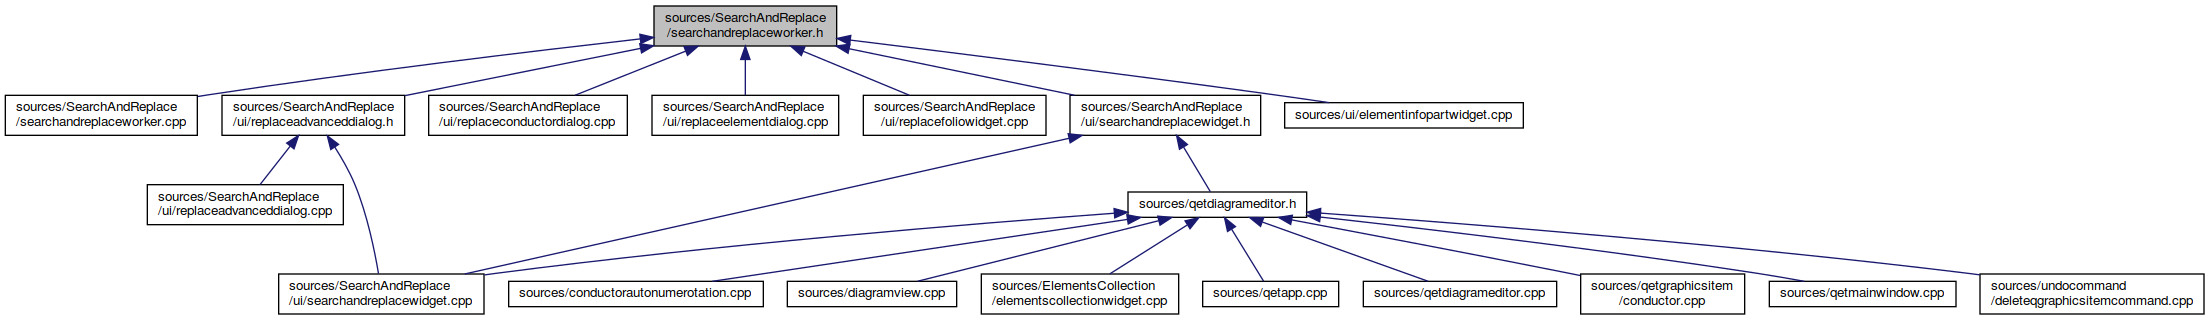 sources/SearchAndReplace
/searchandreplaceworker.h
sources/SearchAndReplace
/searchandreplaceworker.cpp
sources/SearchAndReplace
/ui/replaceadvanceddialog.h
sources/SearchAndReplace
/ui/replaceconductordialog.cpp
sources/SearchAndReplace
/ui/replaceelementdialog.cpp
sources/SearchAndReplace
/ui/replacefoliowidget.cpp
sources/SearchAndReplace
/ui/searchandreplacewidget.h
sources/ui/elementinfopartwidget.cpp
sources/SearchAndReplace
/ui/replaceadvanceddialog.cpp
sources/qetdiagrameditor.h
sources/SearchAndReplace
/ui/searchandreplacewidget.cpp
sources/conductorautonumerotation.cpp
sources/diagramview.cpp
sources/ElementsCollection
/elementscollectionwidget.cpp
sources/qetapp.cpp
sources/qetdiagrameditor.cpp
sources/qetgraphicsitem
/conductor.cpp
sources/qetmainwindow.cpp
sources/undocommand
/deleteqgraphicsitemcommand.cpp